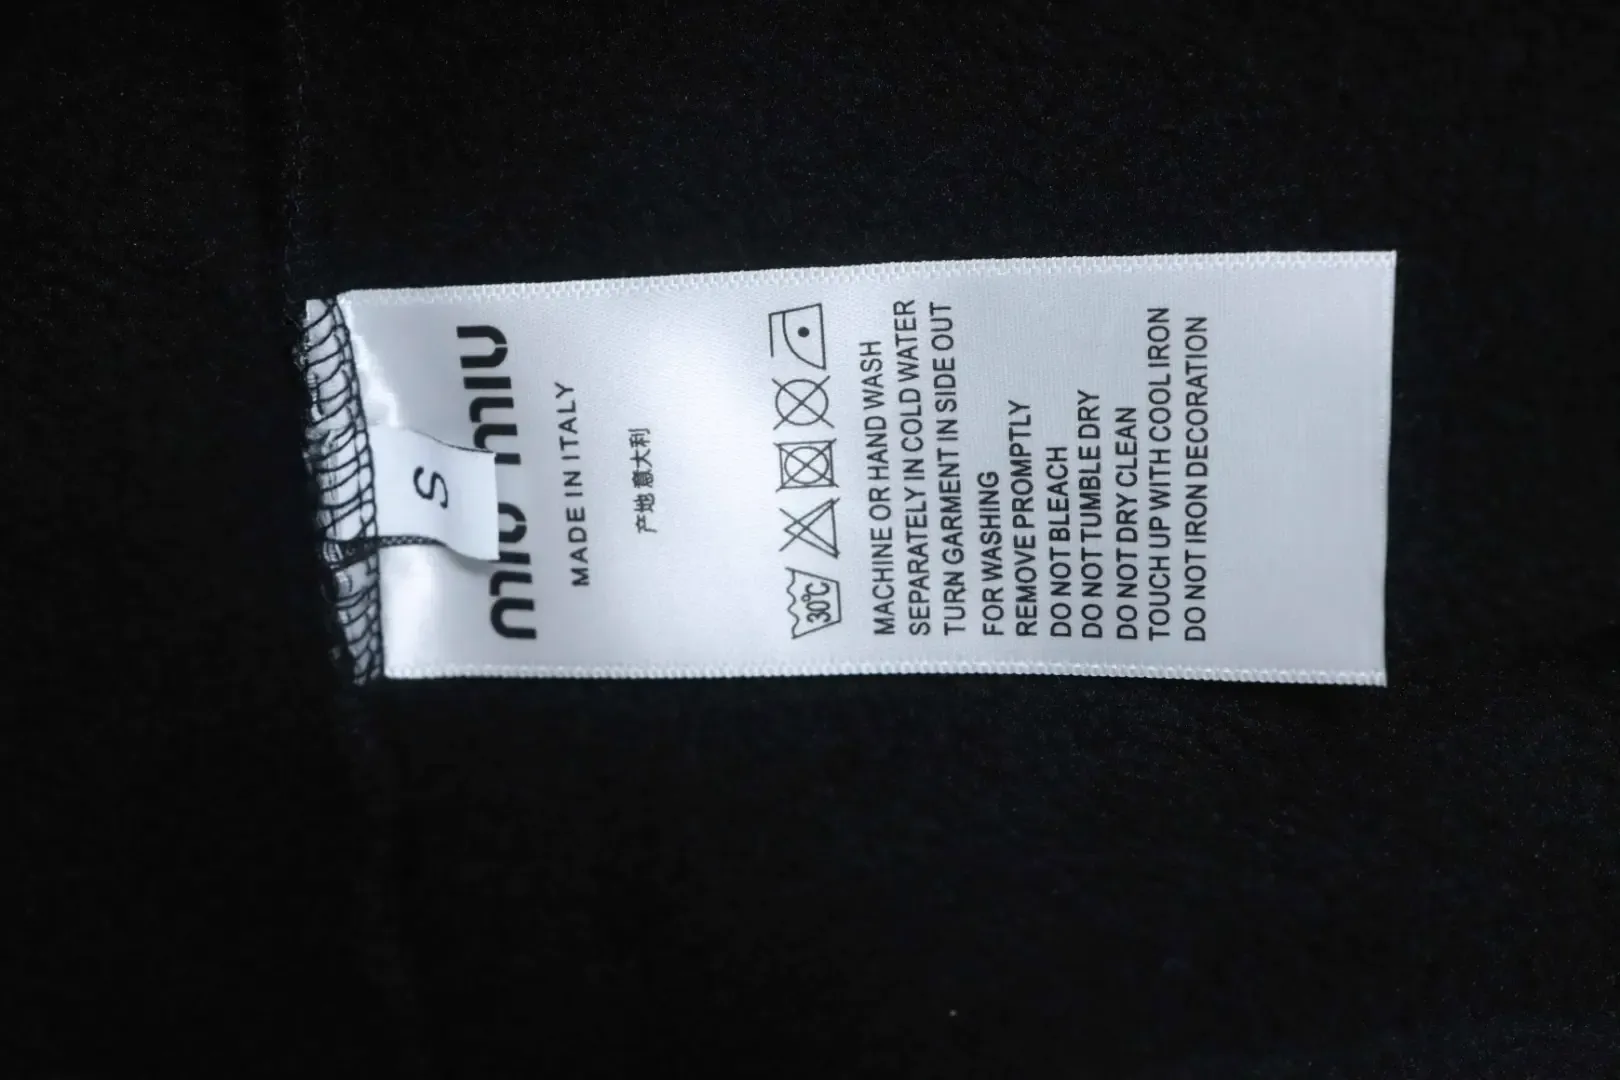 miu miu
S
MADE IN ITALY
产地意大利
30℃
MACHINE OR HAND WASH
SEPARATELY IN COLD WATER
TURN GARMENT IN SIDE OUT
FOR WASHING
REMOVE PROMPTLY
DO NOT BLEACH
DO NOT TUMBLE DRY
DO NOT DRY CLEAN
TOUCH UP WITH COOL IRON
DO NOT IRON DECORATION